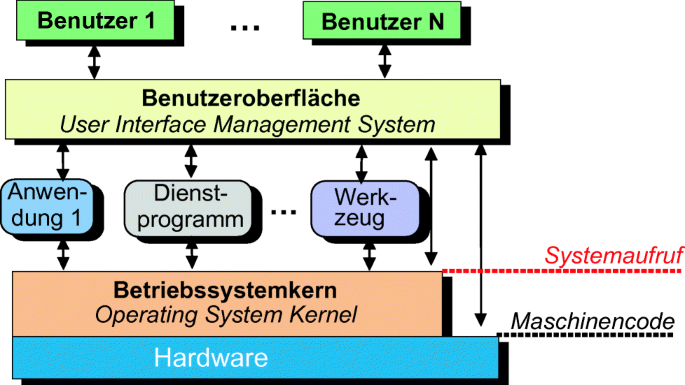 Benutzer 1 ... Benutzer N
Benutzeroberfläche
User Interface Management System
Anwen-
dung 1
Dienst-
programm
...
Werk-
zeug
Systemaufruf
Betriebssystemkern
Operating System Kernel
Maschinencode
Hardware